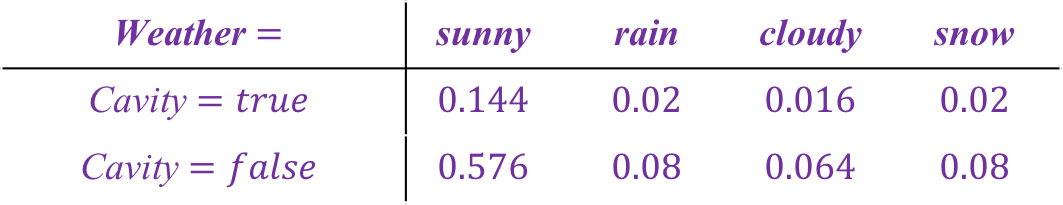 Weather = sunny rain cloudy snow
Cavity = true 0.144 0.02 0.016 0.02
Cavity = false 0.576 0.08 0.064 0.08